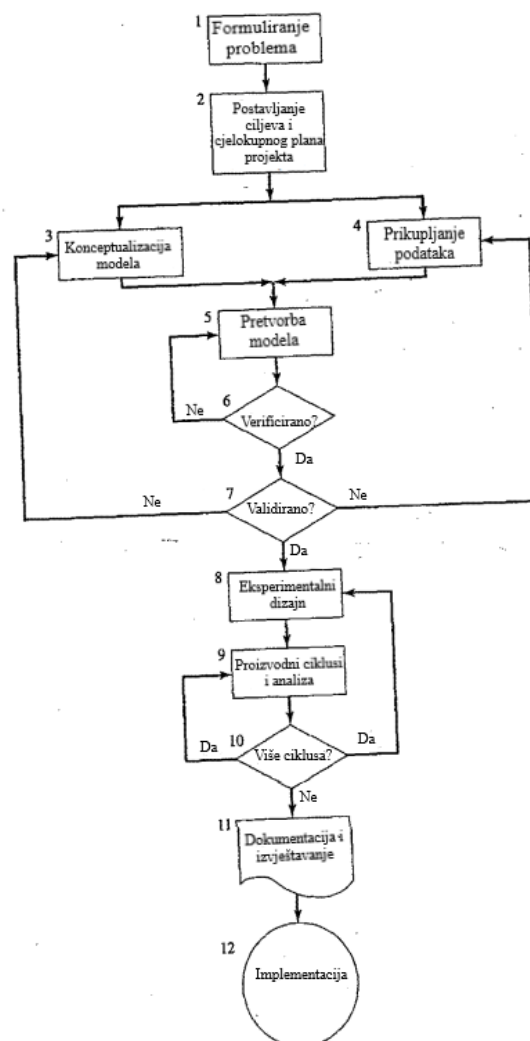 1
Formuliranje
problema
2
Postavljanje
ciljeva i
cjelokupnog plana
projekta
3
Konceptualizacija
modela
4
Prikupljanje
podataka
5
Pretvorba
modela
6
Verificirano?
Ne
Da
7
Validirano?
Ne
Ne
Da
8
Eksperimentalni
dizajn
9
Proizvodni ciklusi
i analiza
10
Više ciklusa?
Da
Da
Ne
11
Dokumentacija i
izvještavanje
12
Implementacija